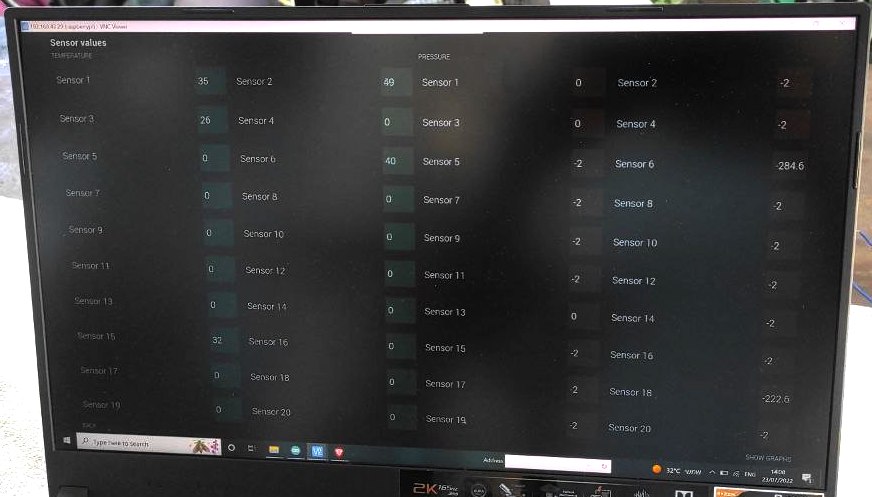 Sensor values
TEMPERATURE PRESSURE
Sensor 1 35 Sensor 2 49 Sensor 1 0 Sensor 2 -2
Sensor 3 26 Sensor 4 0 Sensor 3 0 Sensor 4 -2
Sensor 5 0 Sensor 6 40 Sensor 5 -2 Sensor 6 -284.6
Sensor 7 0 Sensor 8 0 Sensor 7 -2 Sensor 8 -2
Sensor 9 0 Sensor 10 0 Sensor 9 -2 Sensor 10 -2
Sensor 11 0 Sensor 12 0 Sensor 11 -2 Sensor 12 -2
Sensor 13 0 Sensor 14 0 Sensor 13 0 Sensor 14 -2
Sensor 15 32 Sensor 16 0 Sensor 15 -2 Sensor 16 -2
Sensor 17 0 Sensor 18 0 Sensor 17 2 Sensor 18 -222.6
Sensor 19 0 Sensor 20 0 Sensor 19 -2 Sensor 20 -2
BACK SHOW GRAPHS
Type here to search Address 32°C ENG 14:08
23/07/2022
2K 165Hz